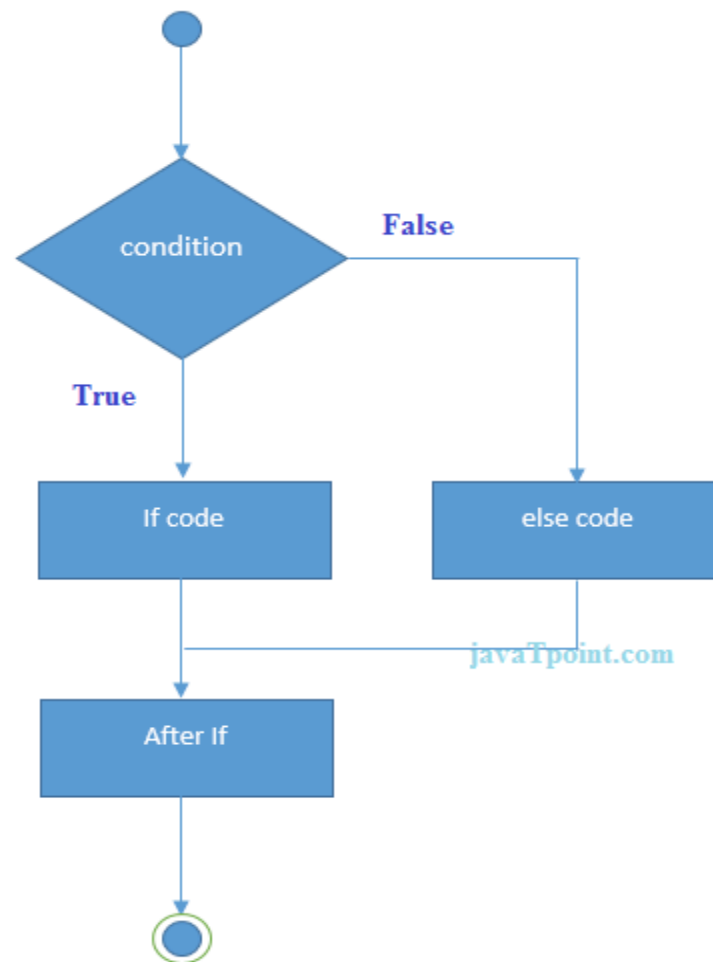 condition
False
True
If code
else code
javaTpoint.com
After If